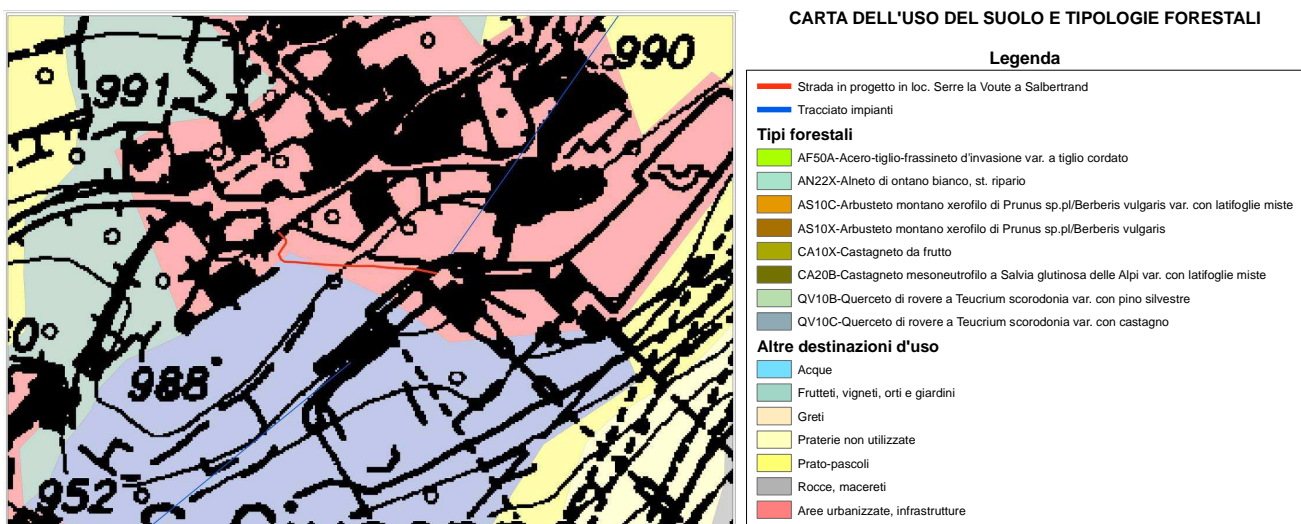 CARTA DELL'USO DEL SUOLO E TIPOLOGIE FORESTALI
Legenda
Strada in progetto in loc. Serre la Voute a Salbertrand
Tracciato impianti
Tipi forestali
AF50A-Acero-tiglio-frassineto d'invasione var. a tiglio cordato
AN22X-Alneto di ontano bianco, st. ripario
AS10C-Arbusteto montano xerofilo di Prunus sp.pl/Berberis vulgaris var. con latifoglie miste
AS10X-Arbusteto montano xerofilo di Prunus sp.pl/Berberis vulgaris
CA10X-Castagneto da frutto
CA20B-Castagneto mesoneutrofilo a Salvia glutinosa delle Alpi var. con latifoglie miste
QV10B-Querceto di rovere a Teucrium scorodonia var. con pino silvestre
QV10C-Querceto di rovere a Teucrium scorodonia var. con castagno
Altre destinazioni d'uso
Acque
Frutteti, vigneti, orti e giardini
Greti
Praterie non utilizzate
Prato-pascoli
Rocce, macereti
Aree urbanizzate, infrastrutture
990
991
988
952